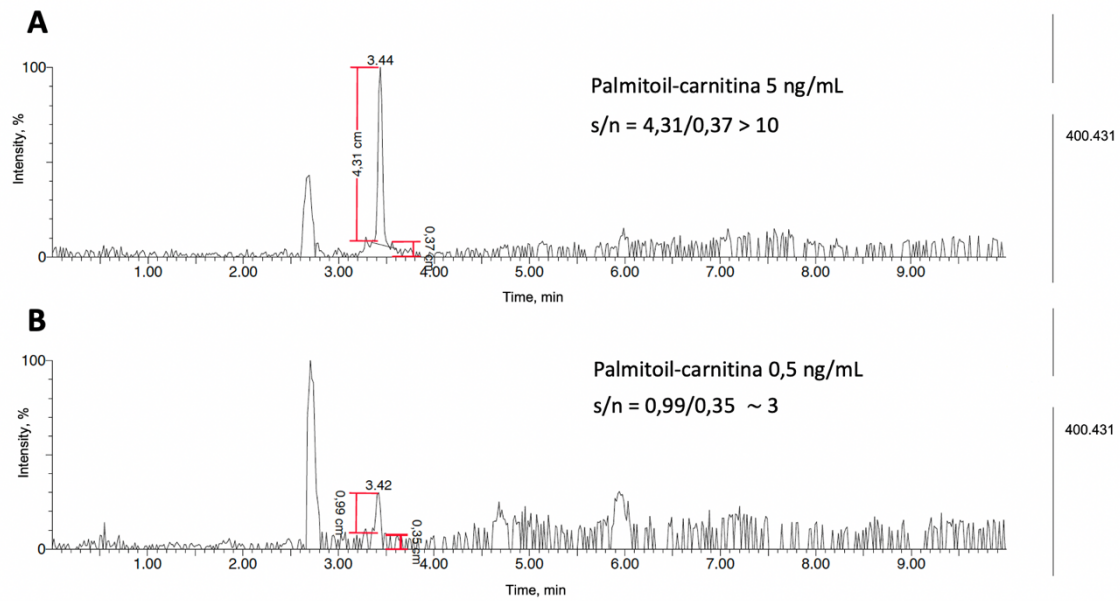 A
100
0
Intensity, %
3.44
4,31 cm
0,37 cm
Palmitoil-carnitina 5 ng/mL
s/n = 4,31/0,37 > 10
400.431
1.00 2.00 3.00 4.00 5.00 6.00 7.00 8.00 9.00
Time, min
B
100
0
Intensity, %
3.42
0,99 cm
0,35 cm
Palmitoil-carnitina 0,5 ng/mL
s/n = 0,99/0,35 ~ 3
400.431
1.00 2.00 3.00 4.00 5.00 6.00 7.00 8.00 9.00
Time, min